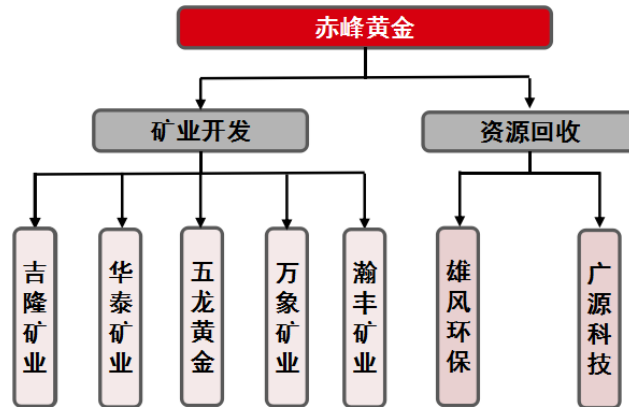 赤峰黄金
矿业开发
资源回收
吉隆矿业
华泰矿业
五龙黄金
万象矿业
瀚丰矿业
雄风环保
广源科技